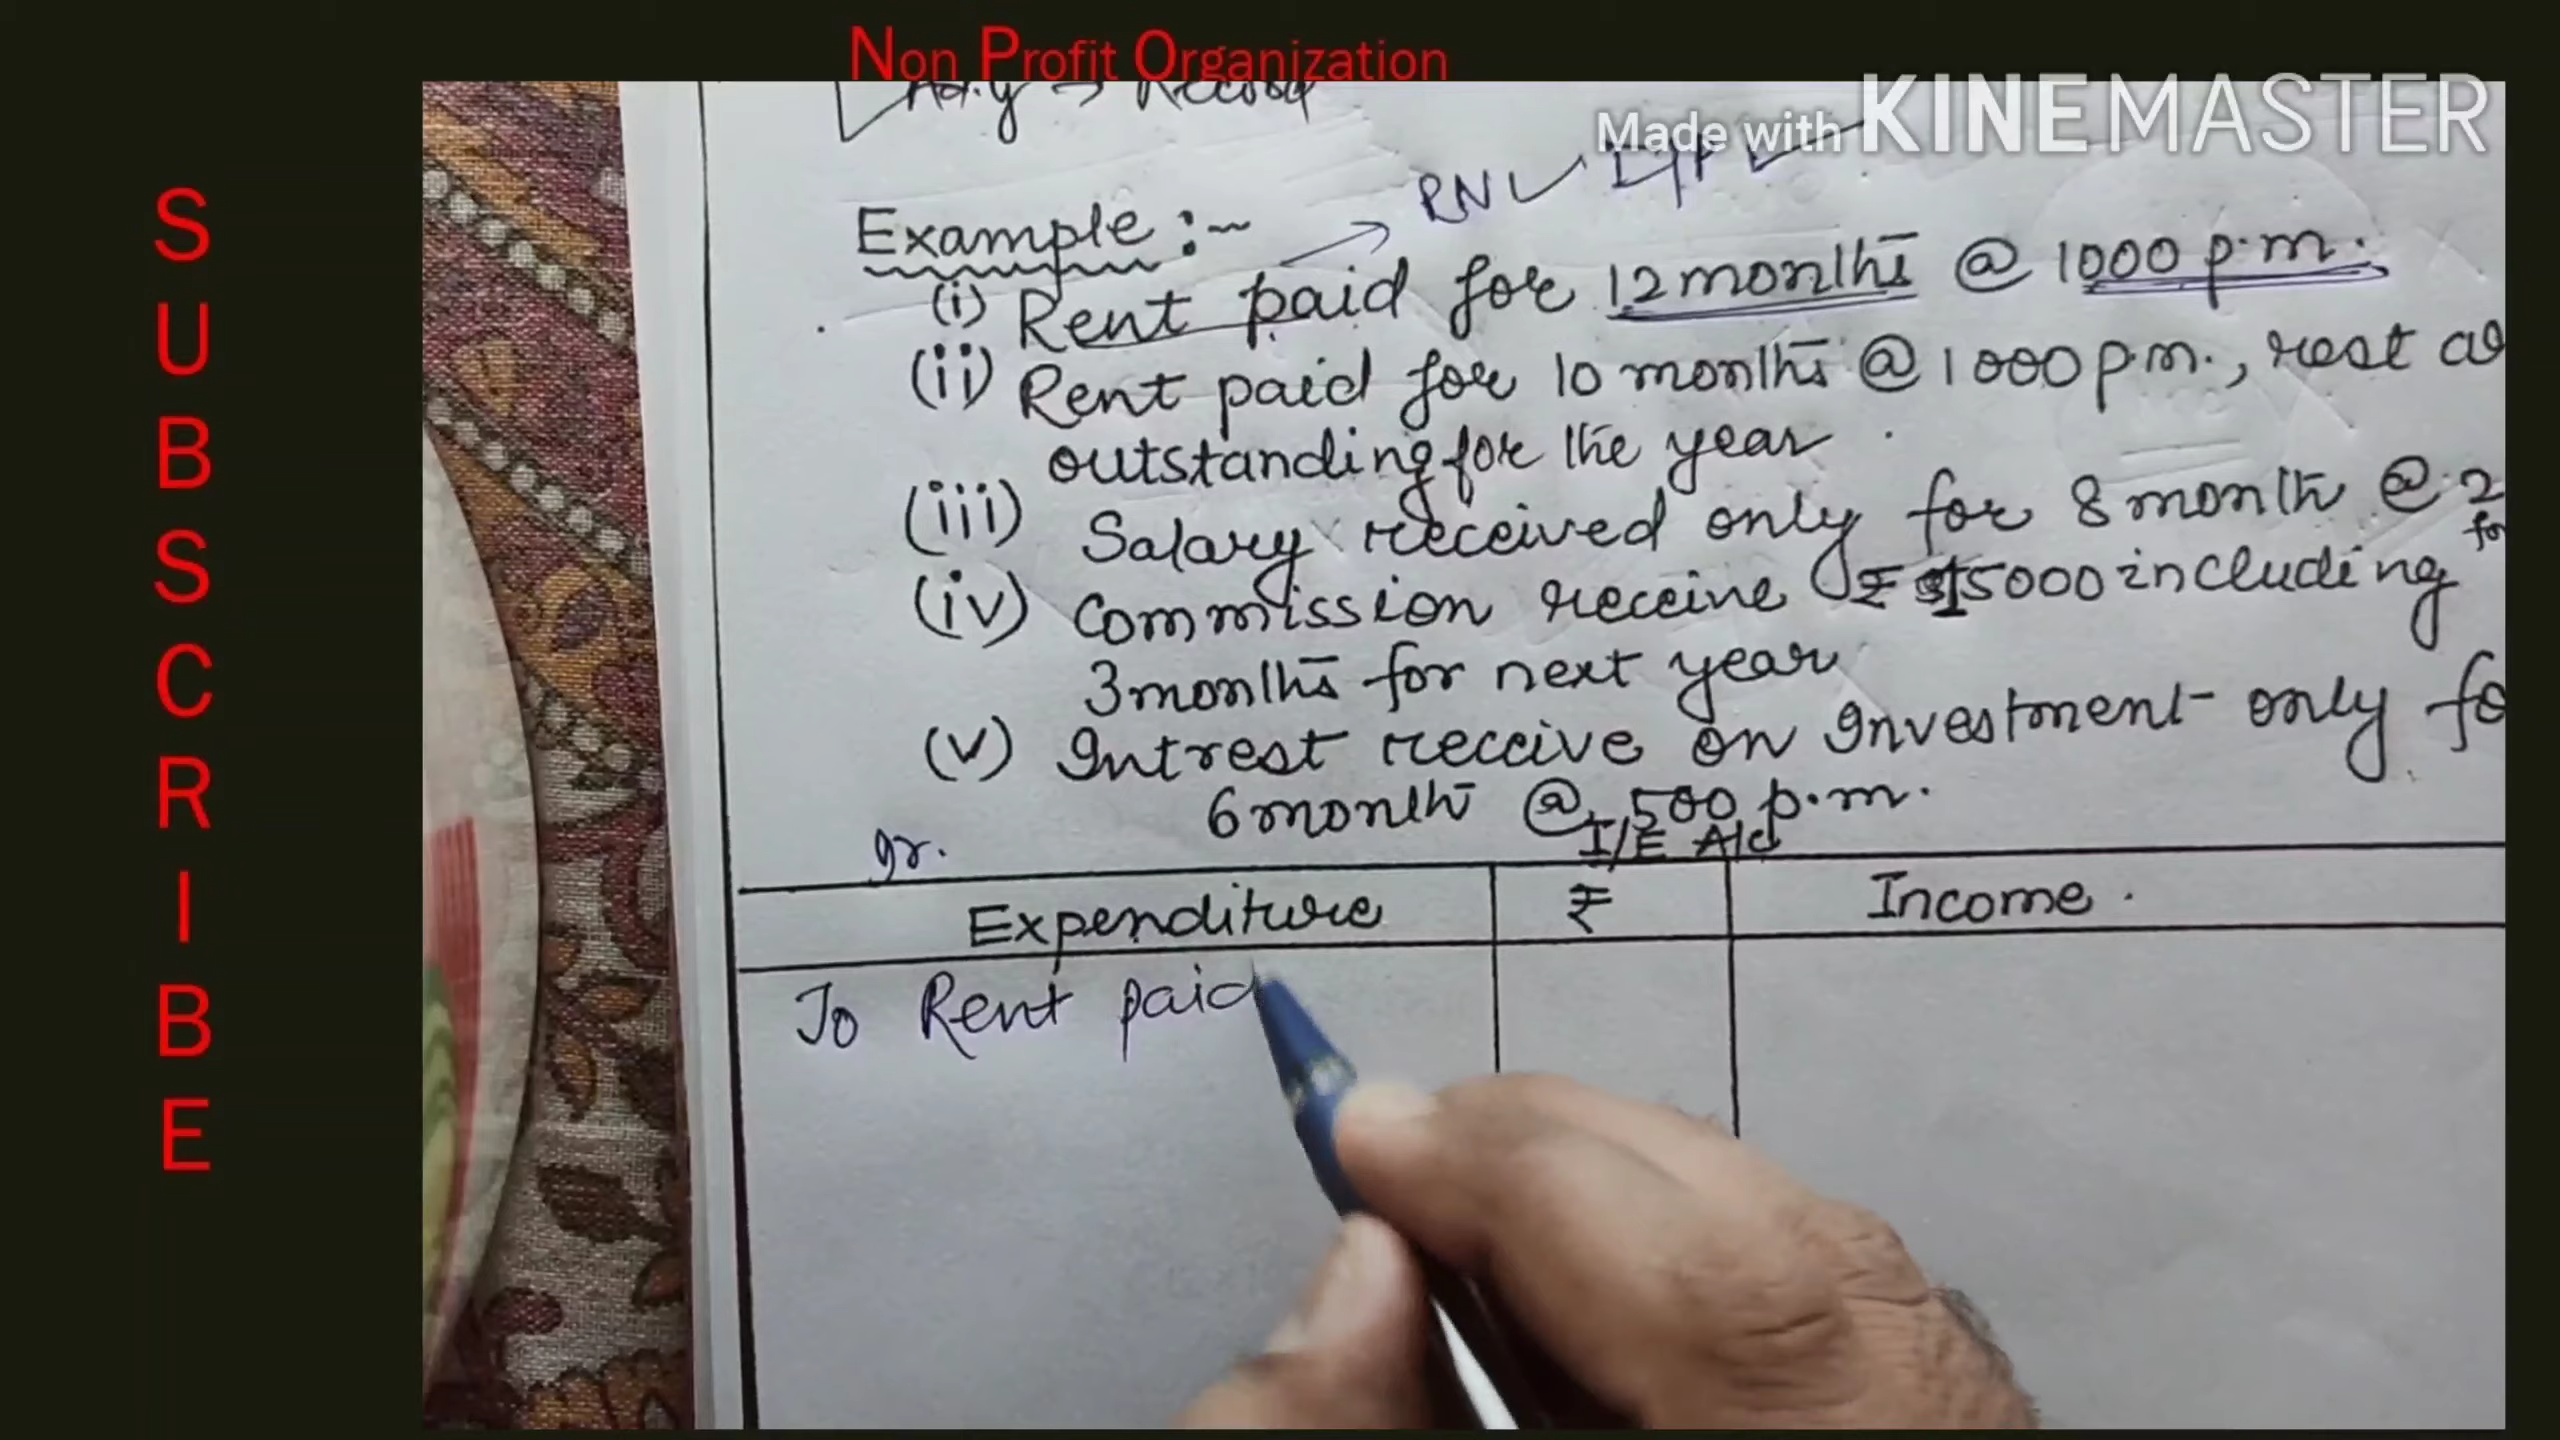 Non Profit Organization
Made with KINEMASTER
SUBSCRIBE
→ Record
RN
Example :-
(i) Rent paid for 12 months @ 1000 p.m.
(ii) Rent paid for 10 months @ 1000 p.m., rest as
outstanding for the year
(iii) Salary received only for 8 month @ 2
for
(iv) Commission receive ₹ 15000 including
3 months for next year
(v) Intrest receive on Investment only fo
6 month @ 500 p.m.
I/E A/c
Expenditure ₹ Income
To Rent paid